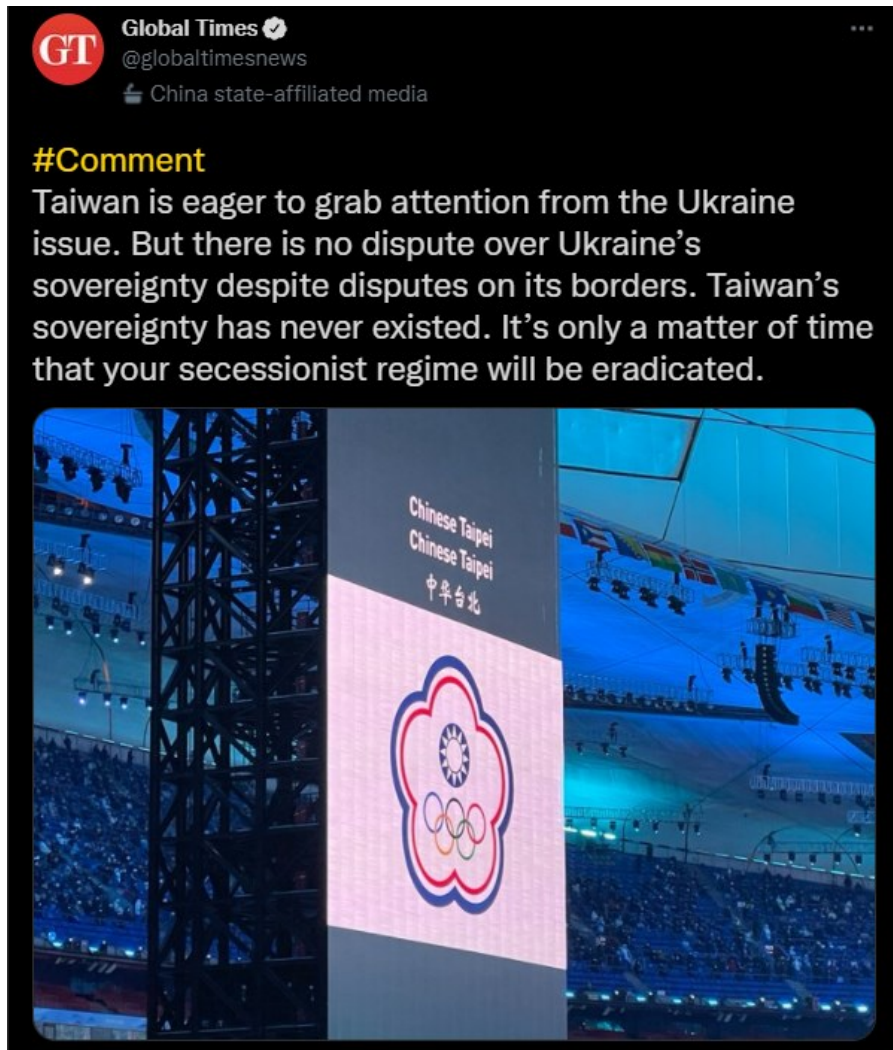 GT
Global Times
@globaltimesnews
China state-affiliated media
#Comment
Taiwan is eager to grab attention from the Ukraine
issue. But there is no dispute over Ukraine’s
sovereignty despite disputes on its borders. Taiwan’s
sovereignty has never existed. It’s only a matter of time
that your secessionist regime will be eradicated.
Chinese Taipei
Chinese Taipei
中华台北